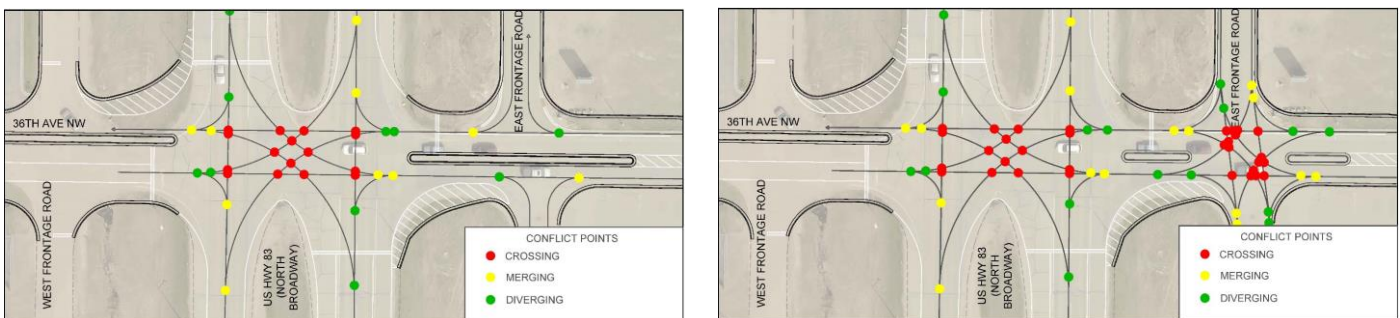 36TH AVE NW
EAST FRONTAGE ROAD
WEST FRONTAGE ROAD
US HWY 83
(NORTH
BROADWAY)
CONFLICT POINTS
CROSSING
MERGING
DIVERGING
36TH AVE NW
EAST FRONTAGE ROAD
WEST FRONTAGE ROAD
US HWY 83
(NORTH
BROADWAY)
CONFLICT POINTS
CROSSING
MERGING
DIVERGING